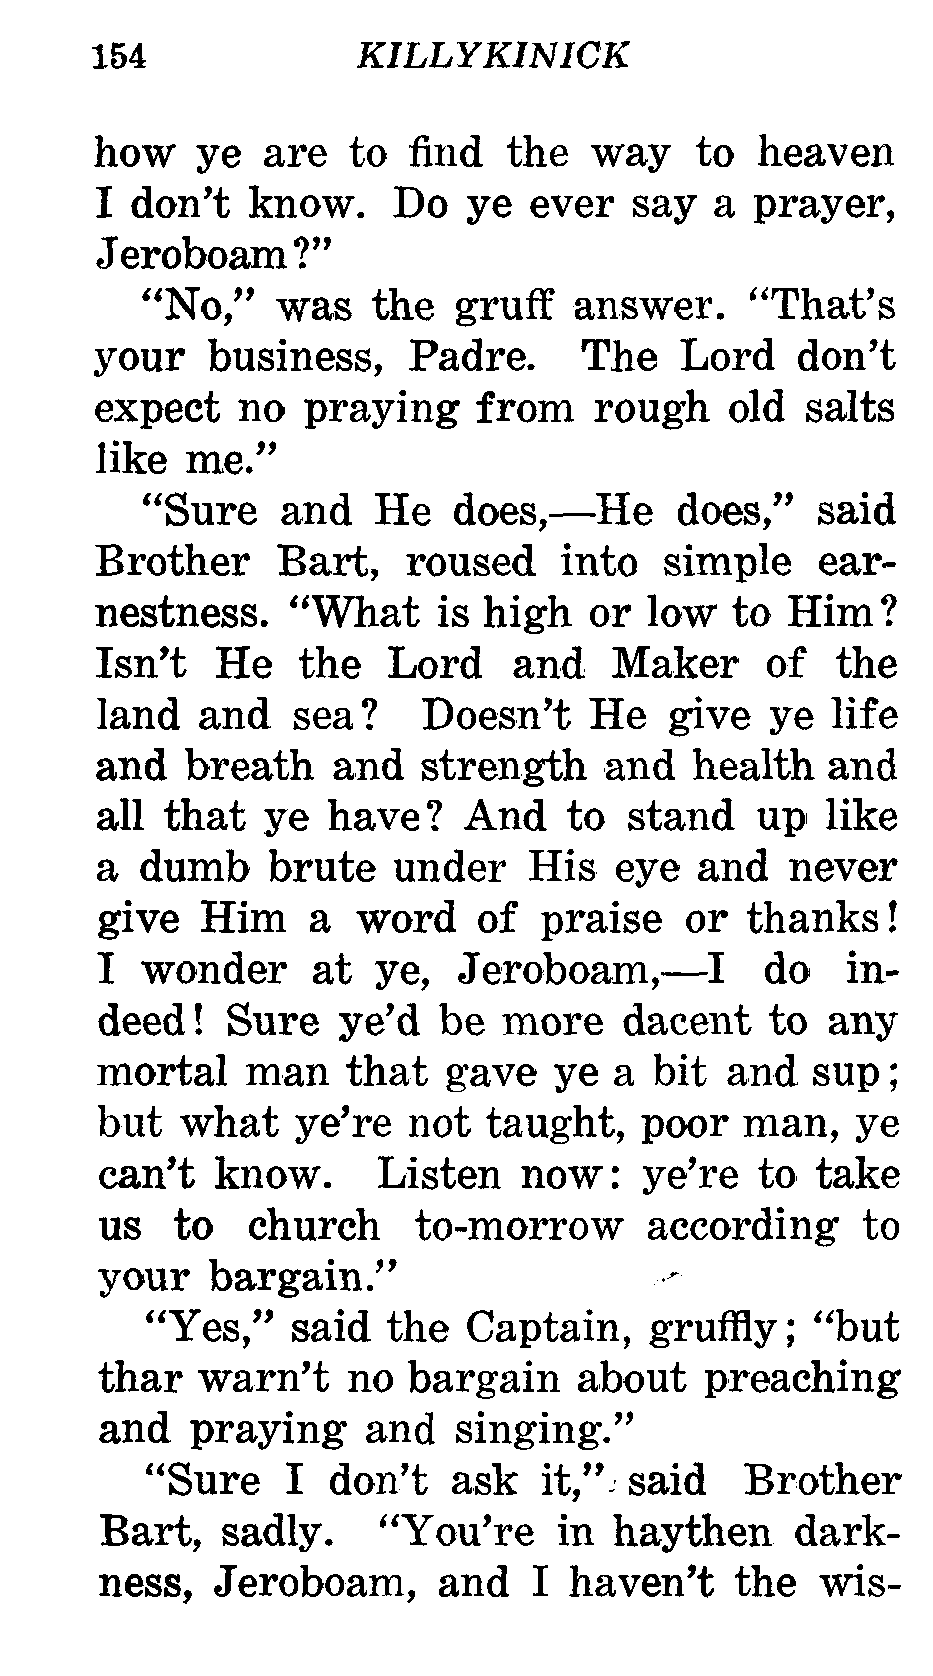 154 KILLYKINICK
how ye are to find the way to heaven
I don't know. Do ye ever say a prayer,
Jeroboam?"
"No," was the gruff answer. "That's
your business, Padre. The Lord don't
expect no praying from rough old salts
like me."
"Sure and He does,—He does," said
Brother Bart, roused into simple ear-
nestness. "What is high or low to Him?
Isn't He the Lord and Maker of the
land and sea? Doesn't He give ye life
and breath and strength and health and
all that ye have? And to stand up like
a dumb brute under His eye and never
give Him a word of praise or thanks!
I wonder at ye, Jeroboam,—I do in-
deed! Sure ye'd be more dacent to any
mortal man that gave ye a bit and sup;
but what ye're not taught, poor man, ye
can't know. Listen now: ye're to take
us to church to-morrow according to
your bargain."
"Yes," said the Captain, gruffly; "but
thar warn't no bargain about preaching
and praying and singing."
"Sure I don't ask it," said Brother
Bart, sadly. "You're in haythen dark-
ness, Jeroboam, and I haven't the wis-